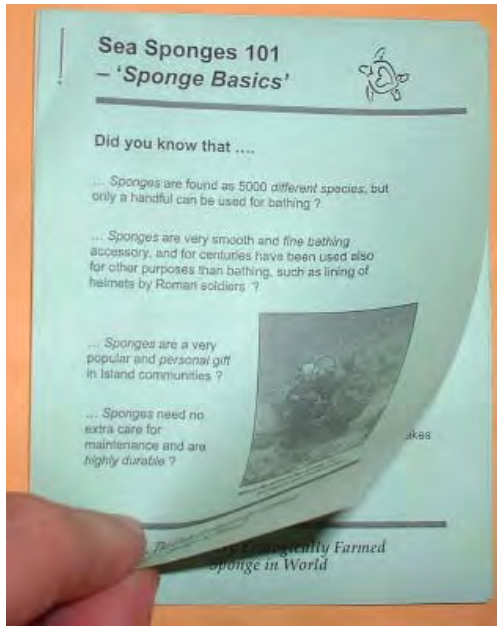 Sea Sponges 101
– ‘Sponge Basics’
Did you know that ....
... Sponges are found as 5000 different species, but
only a handful can be used for bathing ?
... Sponges are very smooth and fine bathing
accessory, and for centuries have been used also
for other purposes than bathing, such as lining of
helmets by Roman soldiers ?
... Sponges are a very
popular and personal gift
in Island communities ?
... Sponges need no
extra care for
maintenance and are
highly durable ?
akes
Ecologically Farmed
Sponge in World